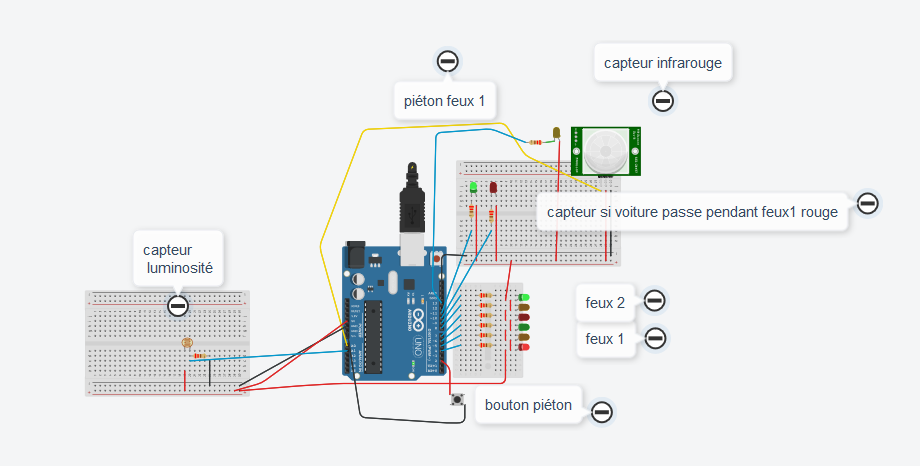 capteur infrarouge
piéton feux 1
capteur si voiture passe pendant feux1 rouge
capteur
luminosité
feux 2
feux 1
bouton piéton
UNO
ARDUINO